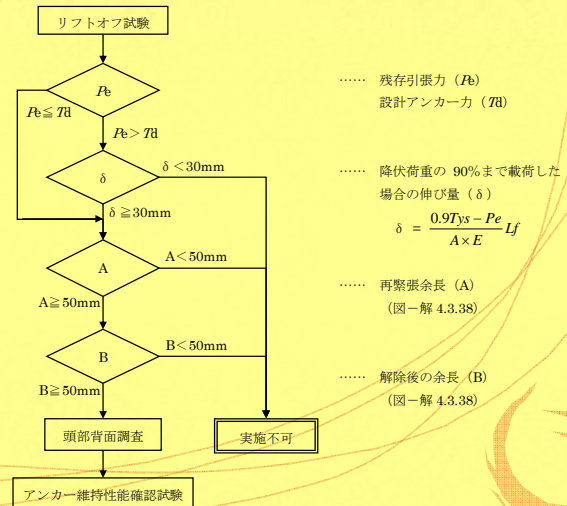 リフトオフ試験
Pe
Pe≦Td
Pe>Td
δ
δ<30mm
δ≧30mm
A
A<50mm
A≧50mm
B
B<50mm
B≧50mm
頭部背面調査
実施不可
アンカー維持性能確認試験
…… 残存引張力（Pe）
設計アンカー力（Td）
…… 降伏荷重の 90%まで載荷した
場合の伸び量（δ）
δ = \frac{0.9Tys − Pe}{A × E} Lf
…… 再緊張余長（A）
（図－解 4.3.38）
…… 解除後の余長（B）
（図－解 4.3.38）